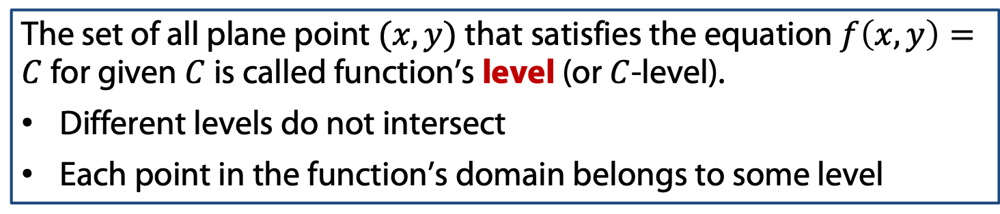 The set of all plane point (x, y) that satisfies the equation f(x, y) =
C for given C is called function's level (or C-level).
• Different levels do not intersect
• Each point in the function's domain belongs to some level